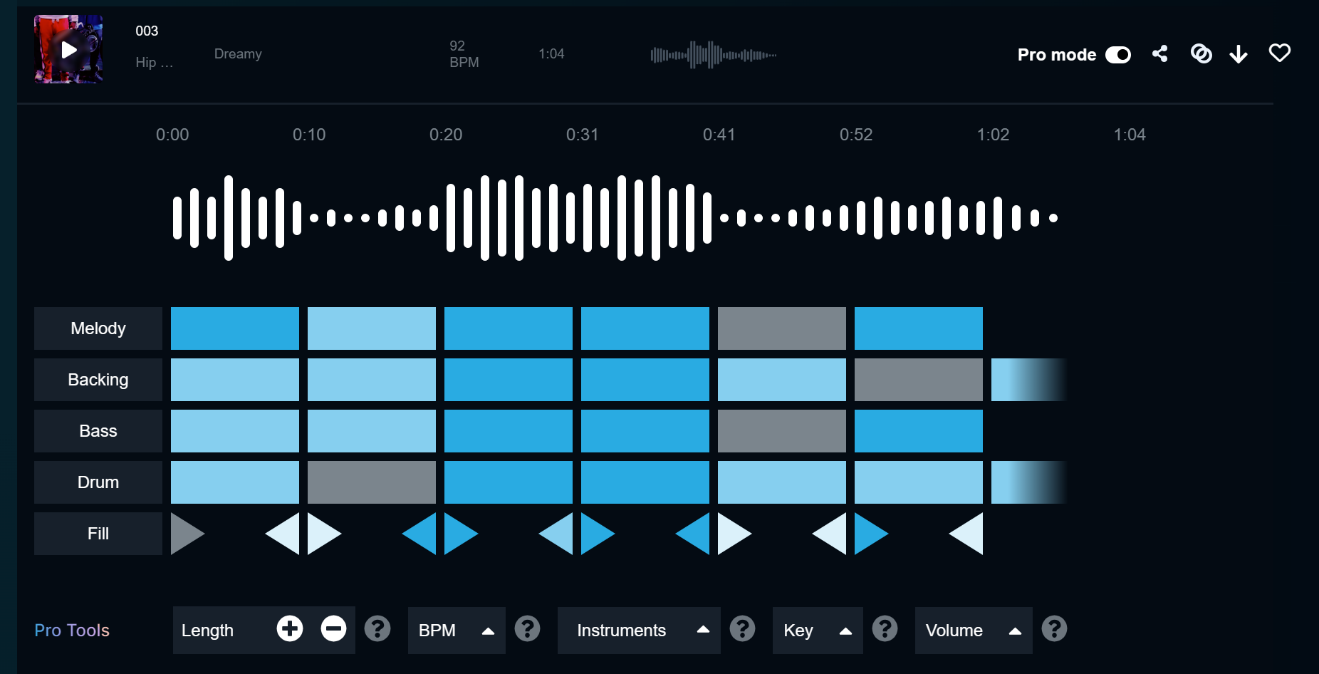 003
Hip ...
Dreamy
92
BPM
1:04
Pro mode
0:00 0:10 0:20 0:31 0:41 0:52 1:02 1:04
Melody
Backing
Bass
Drum
Fill
Pro Tools Length ? BPM ? Instruments ? Key ? Volume ?